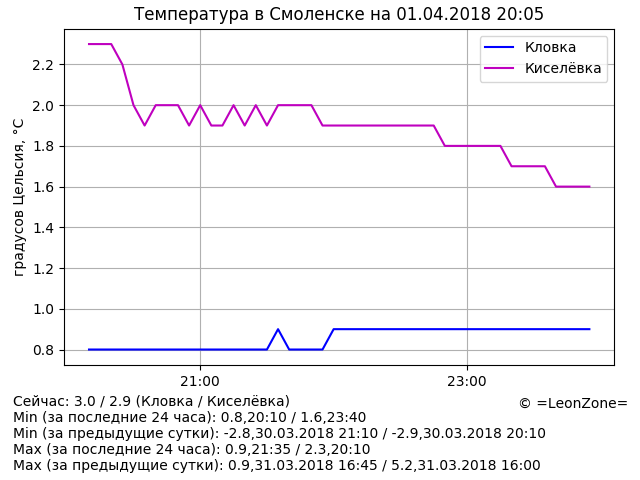 Температура в Смоленске на 01.04.2018 20:05
Кловка
Киселёвка
градусов Цельсия, °C
2.2
2.0
1.8
1.6
1.4
1.2
1.0
0.8
21:00
23:00
Сейчас: 3.0 / 2.9 (Кловка / Киселёвка)
© =LeonZone=
Min (за последние 24 часа): 0.8,20:10 / 1.6,23:40
Min (за предыдущие сутки): -2.8,30.03.2018 21:10 / -2.9,30.03.2018 20:10
Max (за последние 24 часа): 0.9,21:35 / 2.3,20:10
Max (за предыдущие сутки): 0.9,31.03.2018 16:45 / 5.2,31.03.2018 16:00